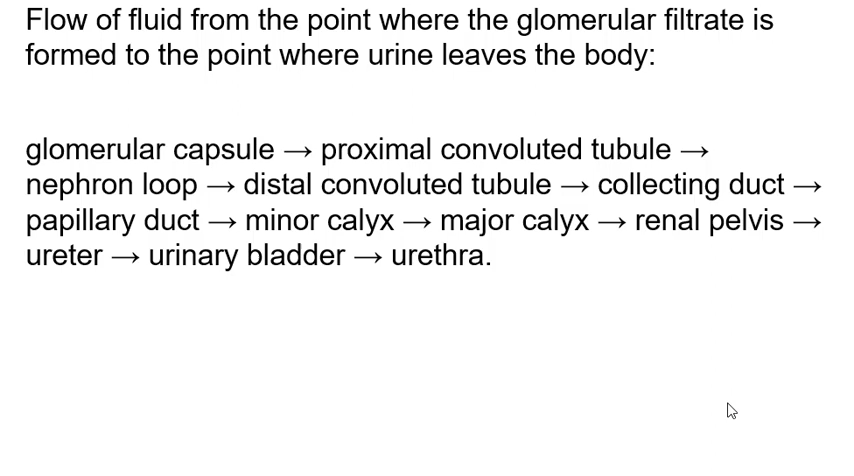 Flow of fluid from the point where the glomerular filtrate is
formed to the point where urine leaves the body:
glomerular capsule → proximal convoluted tubule →
nephron loop → distal convoluted tubule → collecting duct →
papillary duct → minor calyx → major calyx → renal pelvis →
ureter → urinary bladder → urethra.